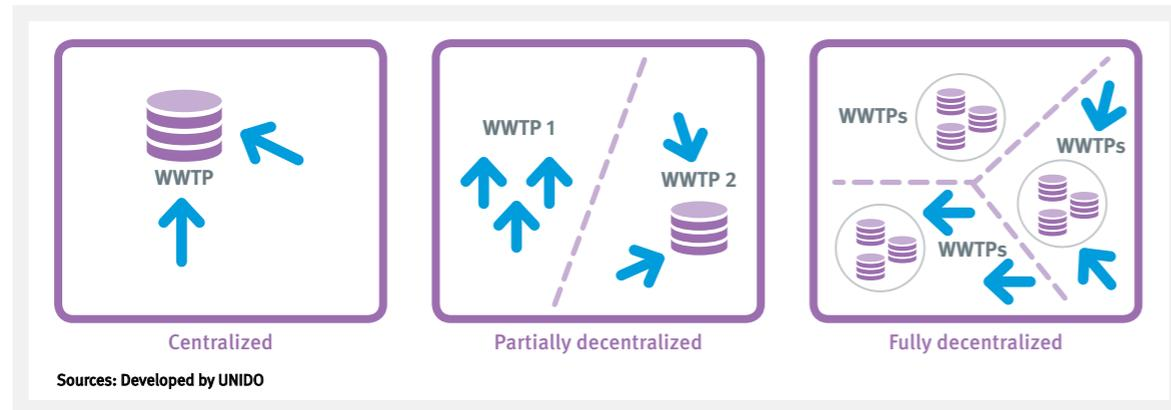 WWTP
Centralized
WWTP 1
WWTP 2
Partially decentralized
WWTPs
WWTPs
WWTPs
Fully decentralized
Sources: Developed by UNIDO